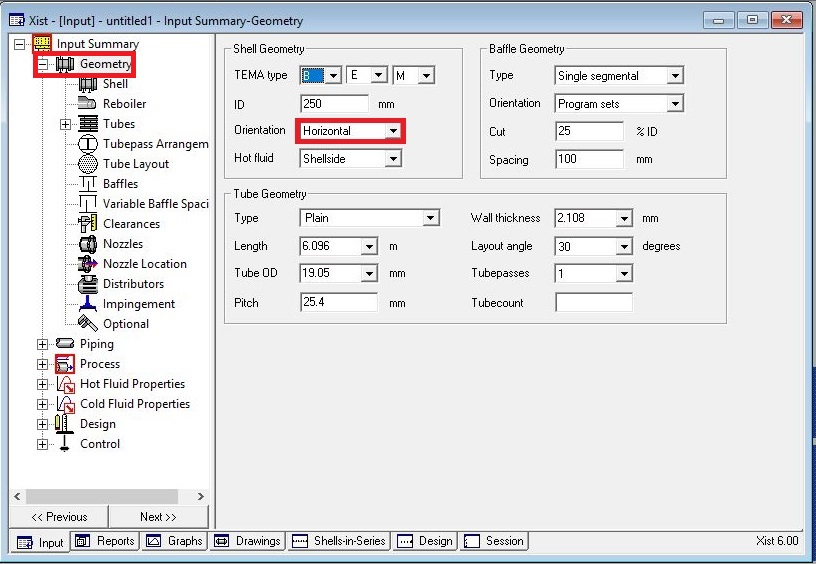 Xist - [Input] - untitled1 - Input Summary-Geometry
Input Summary
Geometry
Shell
Reboiler
Tubes
Tubepass Arrangem
Tube Layout
Baffles
Variable Baffle Spaci
Clearances
Nozzles
Nozzle Location
Distributors
Impingement
Optional
Piping
Process
Hot Fluid Properties
Cold Fluid Properties
Design
Control
<< Previous
Next >>
Shell Geometry
TEMA type B E M
ID 250 mm
Orientation Horizontal
Hot fluid Shellside
Baffle Geometry
Type Single segmental
Orientation Program sets
Cut 25 % ID
Spacing 100 mm
Tube Geometry
Type Plain
Length 6.096 m
Tube OD 19.05 mm
Pitch 25.4 mm
Wall thickness 2.108 mm
Layout angle 30 degrees
Tubepasses 1
Tubecount
Input Reports Graphs Drawings Shells-in-Series Design Session
Xist 6.00